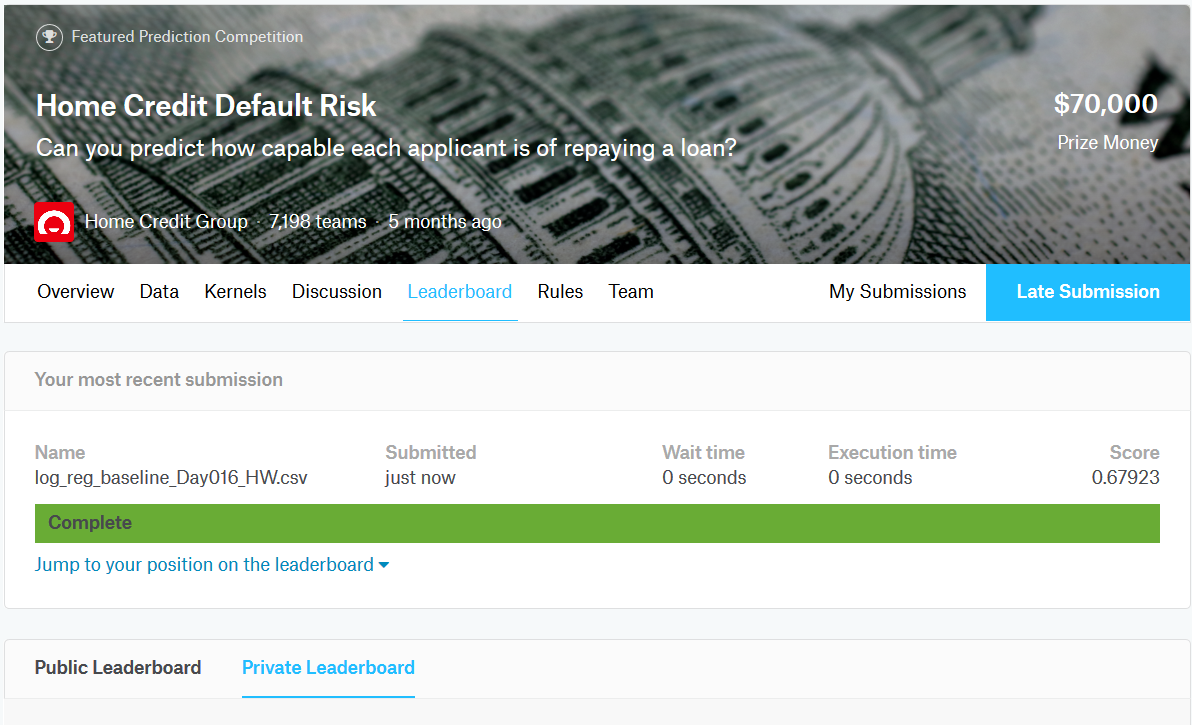 Featured Prediction Competition
Home Credit Default Risk
$70,000
Can you predict how capable each applicant is of repaying a loan?
Prize Money
Home Credit Group · 7,198 teams · 5 months ago
Overview Data Kernels Discussion Leaderboard Rules Team My Submissions Late Submission
Your most recent submission
Name Submitted Wait time Execution time Score
log_reg_baseline_Day016_HW.csv just now 0 seconds 0 seconds 0.67923
Complete
Jump to your position on the leaderboard
Public Leaderboard Private Leaderboard